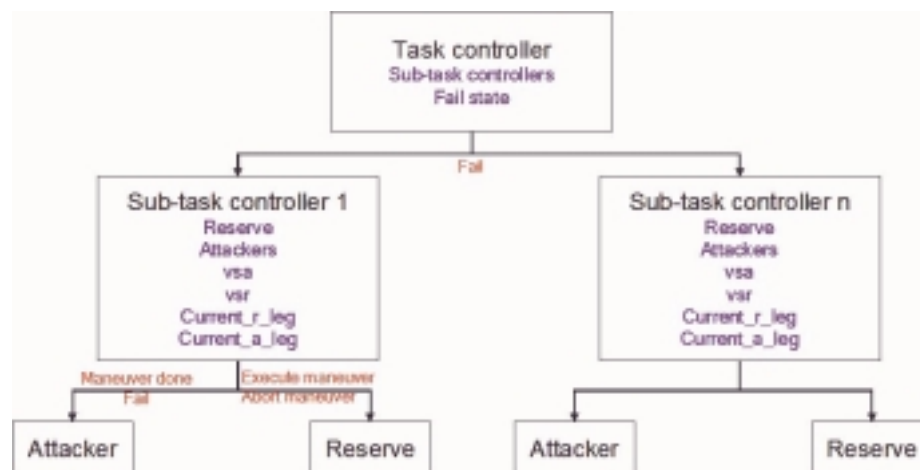 Task controller
Sub-task controllers
Fail state
Fail
Sub-task controller 1
Reserve
Attackers
vsa
vsr
Current_r_leg
Current_a_leg
Sub-task controller n
Reserve
Attackers
vsa
vsr
Current_r_leg
Current_a_leg
Maneuver done
Fail
Execute maneuver
Abort maneuver
Attacker
Reserve
Attacker
Reserve